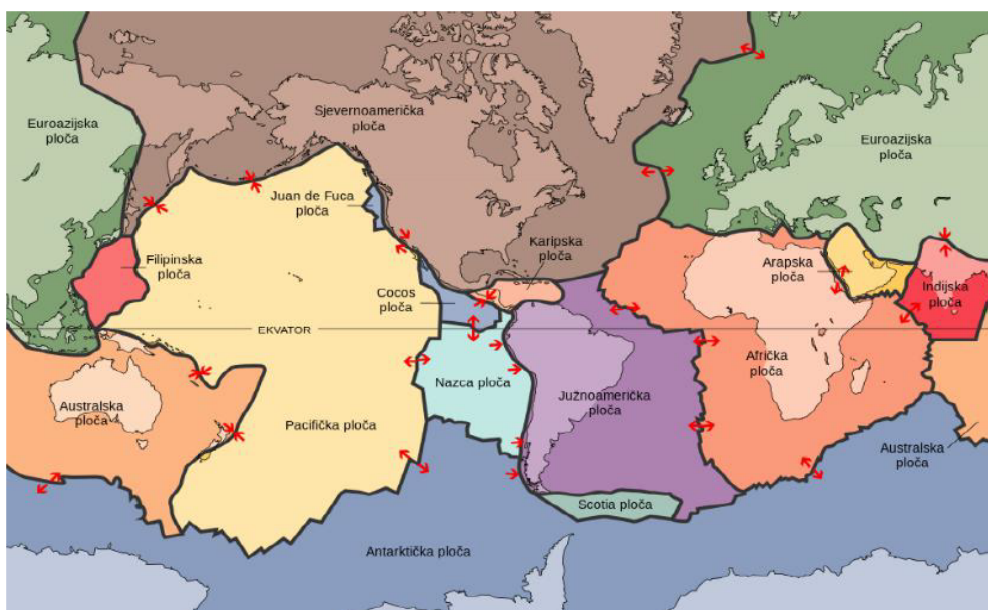 Sjevernoamerička
ploča
Euroazijska
ploča
Euroazijska
ploča
Juan de Fuca
ploča
Karipska
ploča
Filipinska
ploča
Arapska
ploča
Indijska
ploča
Cocos
ploča
EKVATOR
Afrička
ploča
Nazca ploča
Južnoamerička
ploča
Australska
ploča
Pacifička ploča
Australska
ploča
Scotia ploča
Antarktička ploča